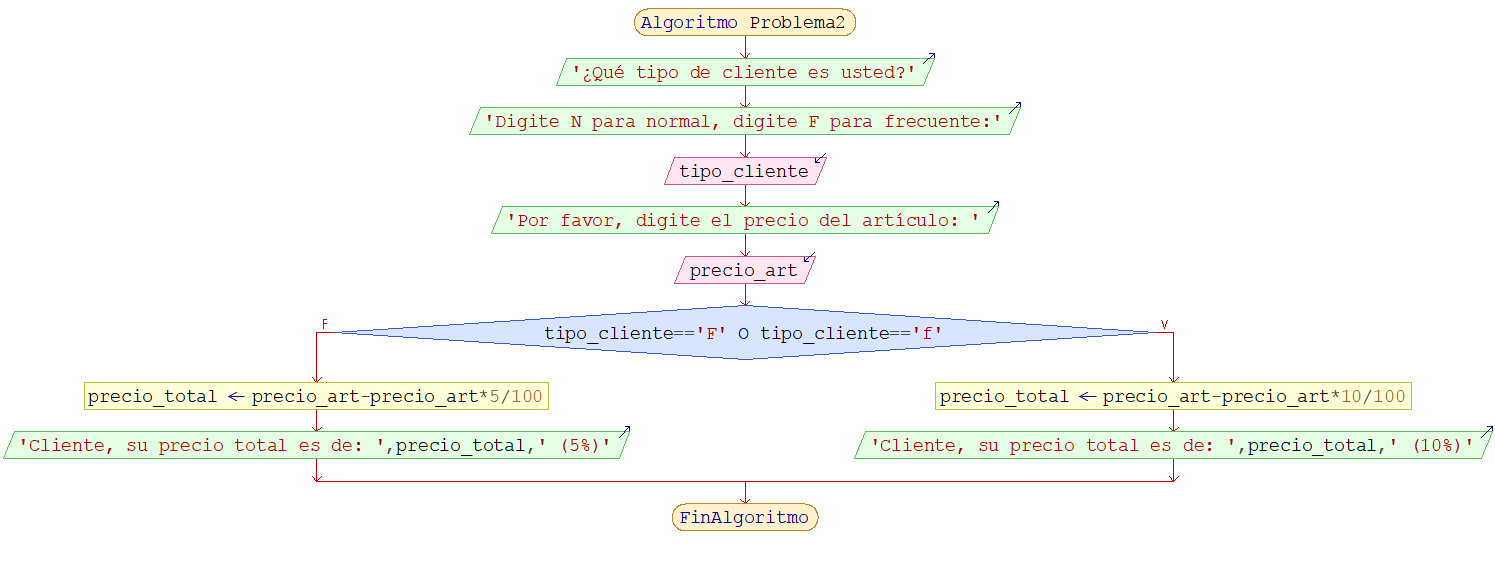 Algoritmo Problema2
'¿Qué tipo de cliente es usted?'
'Digite N para normal, digite F para frecuente:'
tipo_cliente
'Por favor, digite el precio del artículo: '
precio_art
F
tipo_cliente=='F' O tipo_cliente=='f'
V
precio_total ← precio_art-precio_art*5/100
precio_total ← precio_art-precio_art*10/100
'Cliente, su precio total es de: ',precio_total,' (5%)'
'Cliente, su precio total es de: ',precio_total,' (10%)'
FinAlgoritmo